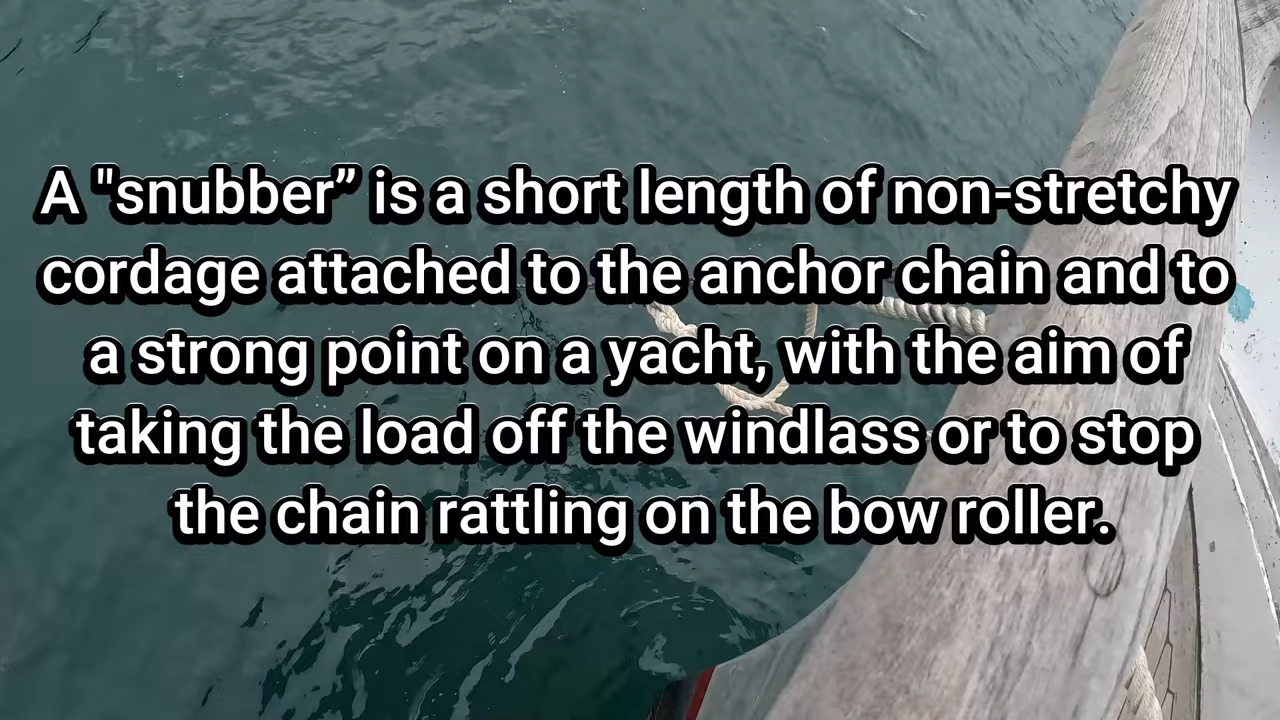 A "snubber” is a short length of non-stretchy
cordage attached to the anchor chain and to
a strong point on a yacht, with the aim of
taking the load off the windlass or to stop
the chain rattling on the bow roller.